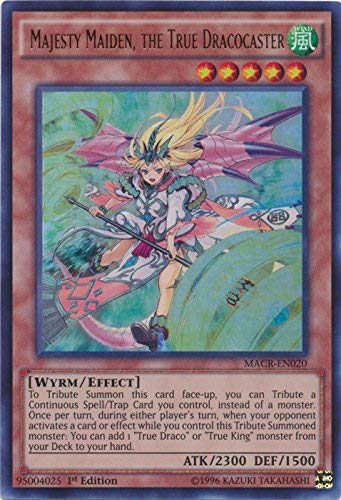 MAJESTY MAIDEN, THE TRUE DRACOCASTER
WIND
風
MACR-EN020
[WYRM/EFFECT]
To Tribute Summon this card face-up, you can Tribute a
Continuous Spell/Trap Card you control, instead of a monster.
Once per turn, during either player's turn, when your opponent
activates a card or effect while you control this Tribute Summoned
monster: You can add 1 "True Draco" or "True King" monster from
your Deck to your hand.
ATK/2300 DEF/1500
95004025 1st Edition ©1996 KAZUKI TAKAHASHI